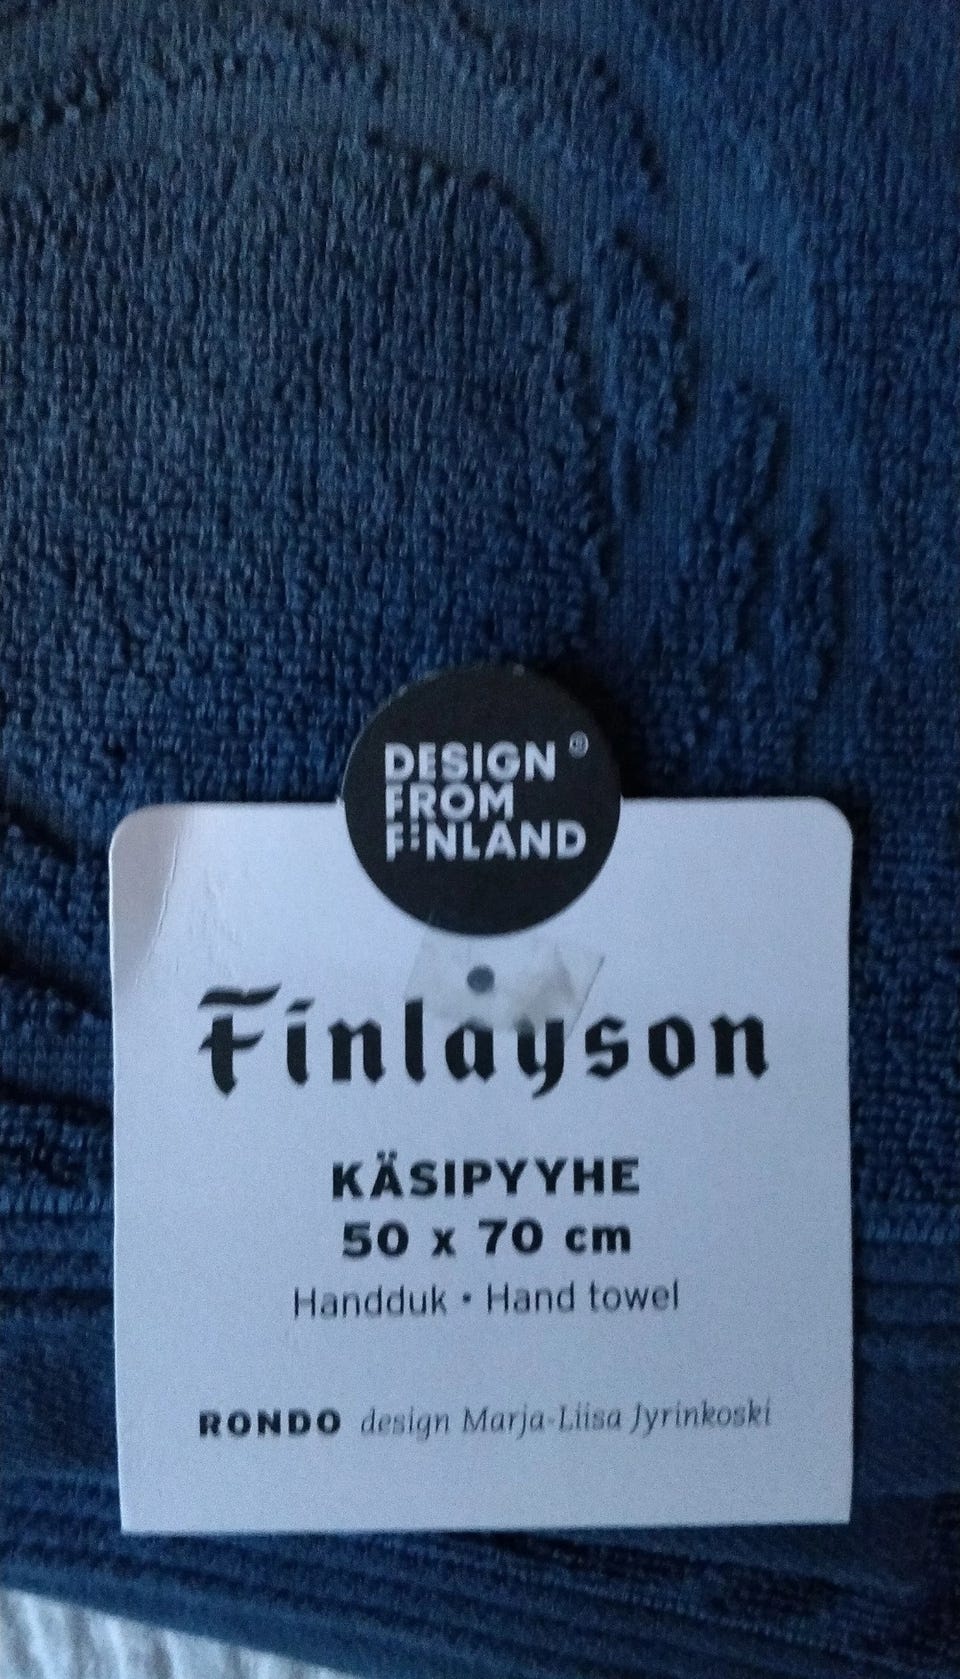 DESIGN ®
FROM
FINLAND
Finlayson
KÄSIPYYHE
50 x 70 cm
Handduk • Hand towel
RONDO design Marja-Liisa Jyrinkoski